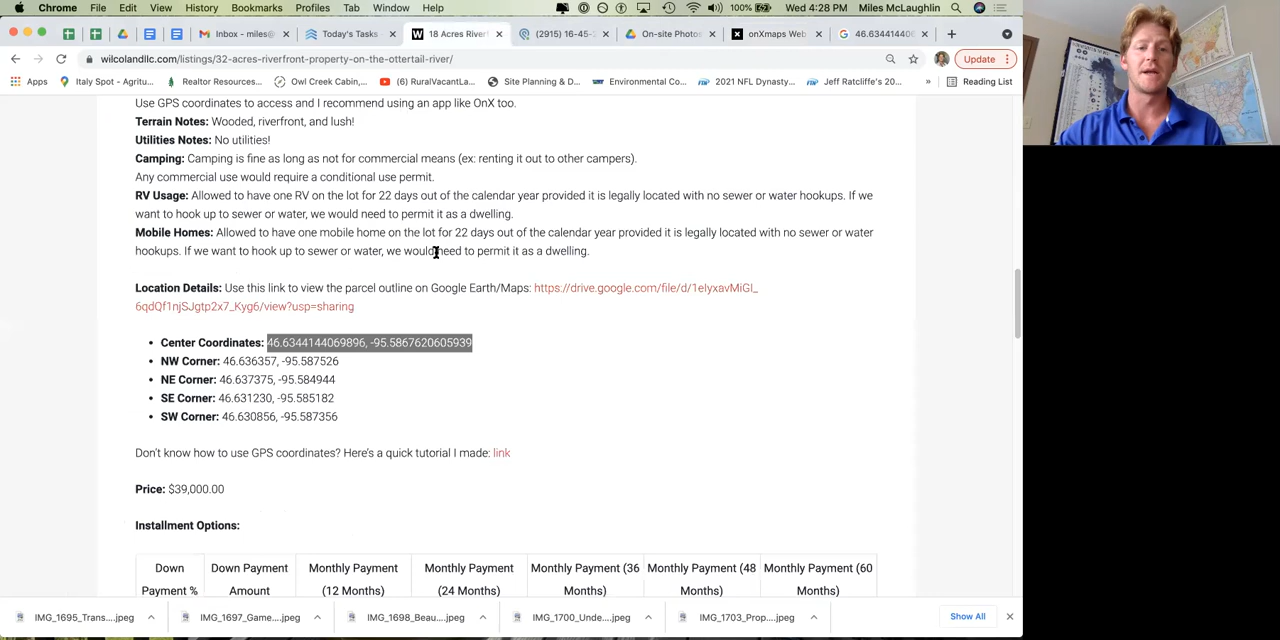 Chrome File Edit View History Bookmarks Profiles Tab Window Help 100% Wed 4:28 PM Miles McLaughlin
Inbox - miles@ Today's Tasks - 18 Acres River (2915) 16-45-2 On-site Photos onXmaps Web 46.634414406
wilcolandllc.com/listings/32-acres-riverfront-property-on-the-ottertail-river/ Update
Apps Italy Spot - Agritu... Realtor Resources... Owl Creek Cabin,... (6) RuralVacantLa... Site Planning & D... Environmental Co... 2021 NFL Dynasty... Jeff Ratcliffe's 20... » Reading List
Use GPS coordinates to access and I recommend using an app like OnX too.
Terrain Notes: Wooded, riverfront, and lush!
Utilities Notes: No utilities!
Camping: Camping is fine as long as not for commercial means (ex: renting it out to other campers).
Any commercial use would require a conditional use permit.
RV Usage: Allowed to have one RV on the lot for 22 days out of the calendar year provided it is legally located with no sewer or water hookups. If we
want to hook up to sewer or water, we would need to permit it as a dwelling.
Mobile Homes: Allowed to have one mobile home on the lot for 22 days out of the calendar year provided it is legally located with no sewer or water
hookups. If we want to hook up to sewer or water, we would need to permit it as a dwelling.
Location Details: Use this link to view the parcel outline on Google Earth/Maps: https://drive.google.com/file/d/1eIyxavMiGI_
6qdQf1njSJgtp2x7_Kyg6/view?usp=sharing
• Center Coordinates: 46.6344144069896, -95.5867620605939
• NW Corner: 46.636357, -95.587526
• NE Corner: 46.637375, -95.584944
• SE Corner: 46.631230, -95.585182
• SW Corner: 46.630856, -95.587356
Don't know how to use GPS coordinates? Here's a quick tutorial I made: link
Price: $39,000.00
Installment Options:
Down Down Payment Monthly Payment Monthly Payment Monthly Payment (36 Monthly Payment (48 Monthly Payment (60
Payment % Amount (12 Months) (24 Months) Months) Months) Months)
IMG_1695_Trans....jpeg IMG_1697_Game....jpeg IMG_1698_Beau....jpeg IMG_1700_Unde....jpeg IMG_1703_Prop....jpeg Show All